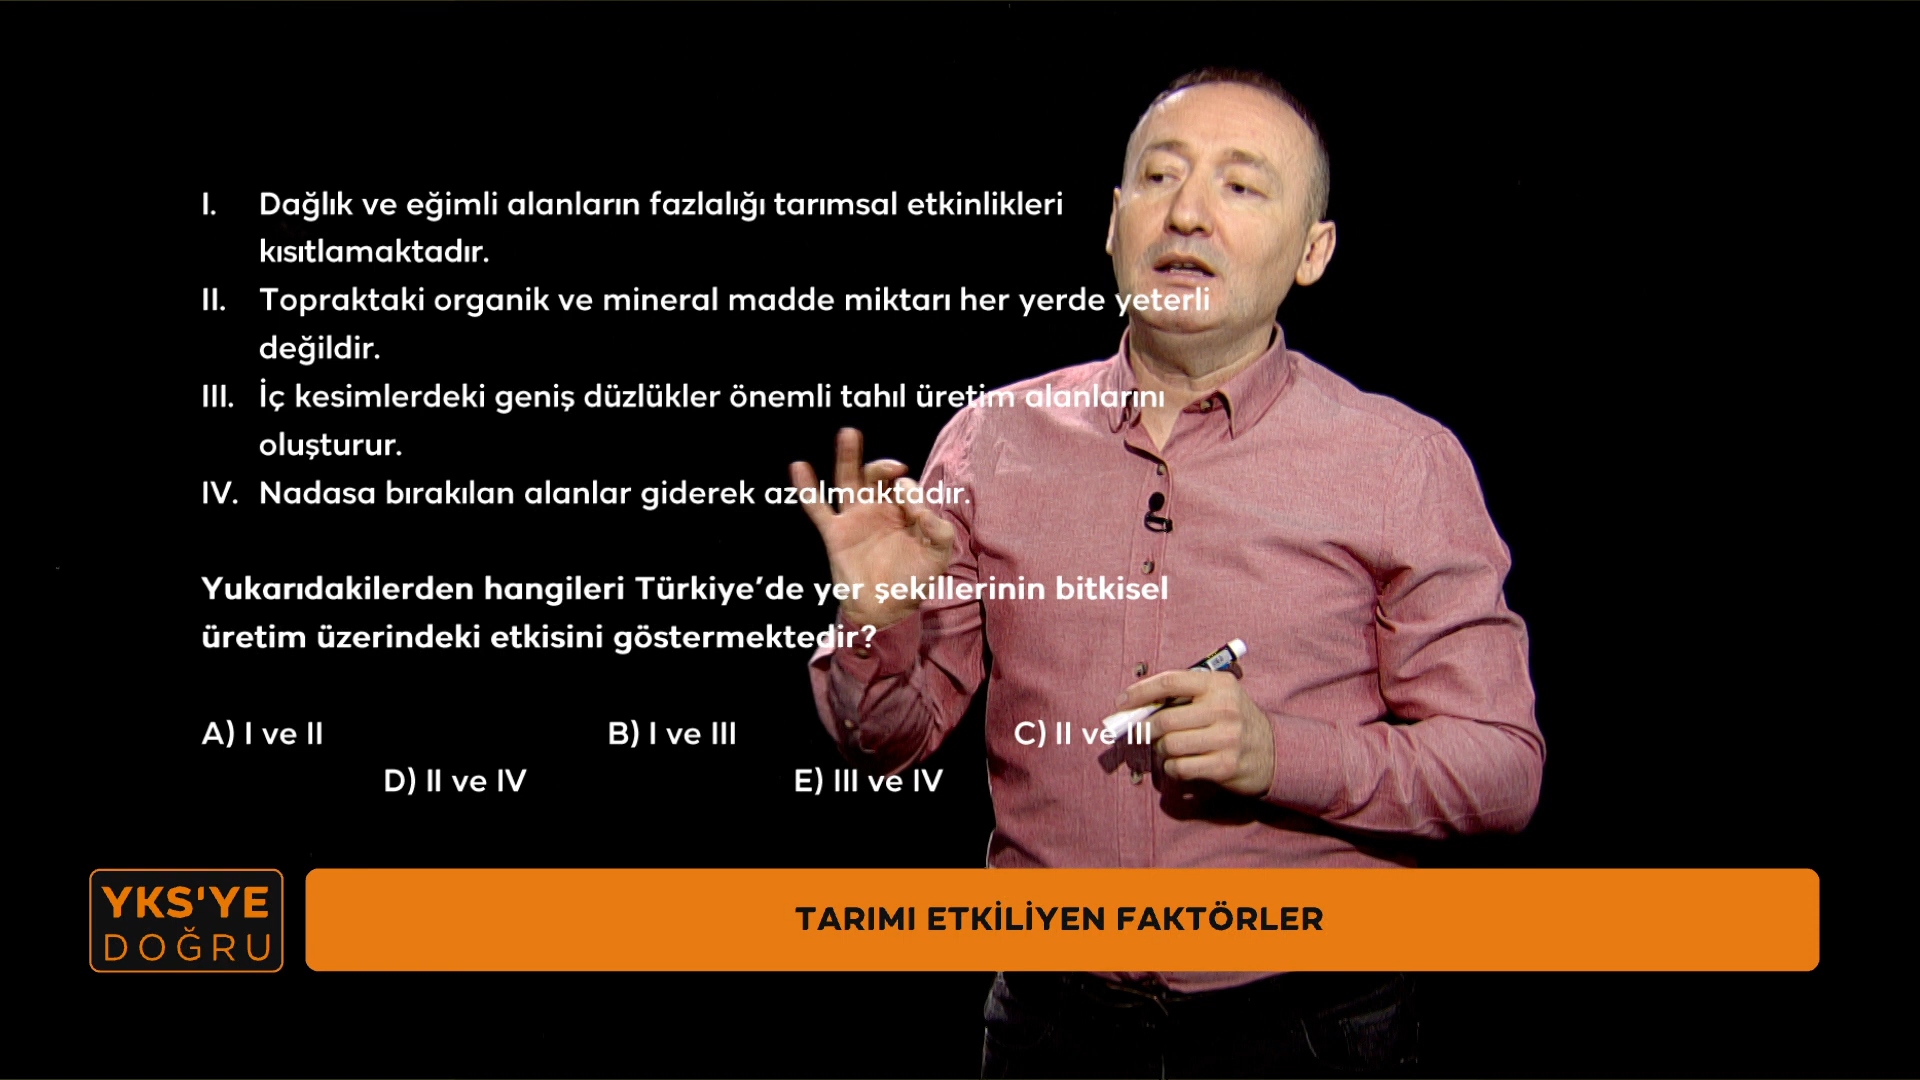 I. Dağlık ve eğimli alanların fazlalığı tarımsal etkinlikleri
kısıtlamaktadır.
II. Topraktaki organik ve mineral madde miktarı her yerde yeterli
değildir.
III. İç kesimlerdeki geniş düzlükler önemli tahıl üretim alanlarını
oluşturur.
IV. Nadasa bırakılan alanlar giderek azalmaktadır.
Yukarıdakilerden hangileri Türkiye’de yer şekillerinin bitkisel
üretim üzerindeki etkisini göstermektedir?
A) I ve II B) I ve III C) II ve III
D) II ve IV E) III ve IV
YKS'YE
DOĞRU
TARIMI ETKİLİYEN FAKTÖRLER